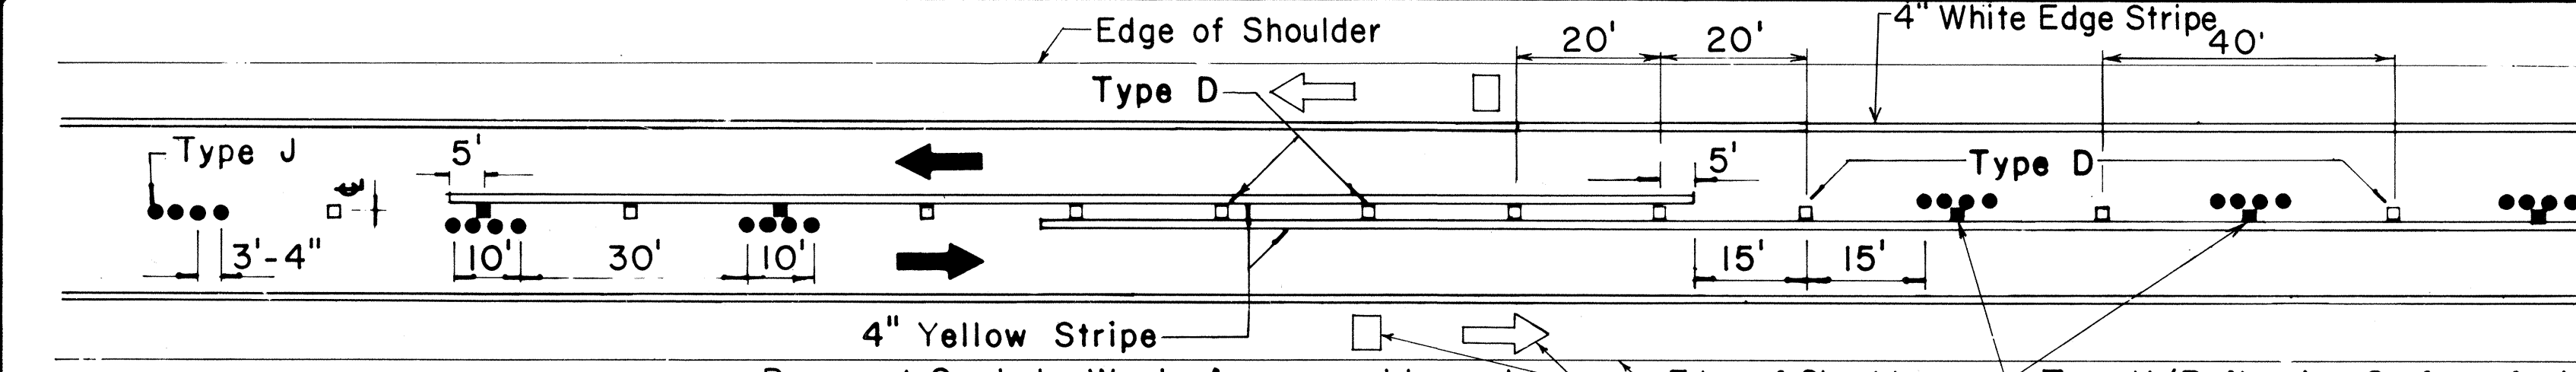 Edge of Shoulder
4" White Edge Stripe
20'
20'
40'
Type D
Type J
5'
5'
Type D
3'-4"
10'
30'
10'
15'
15'
4" Yellow Stripe